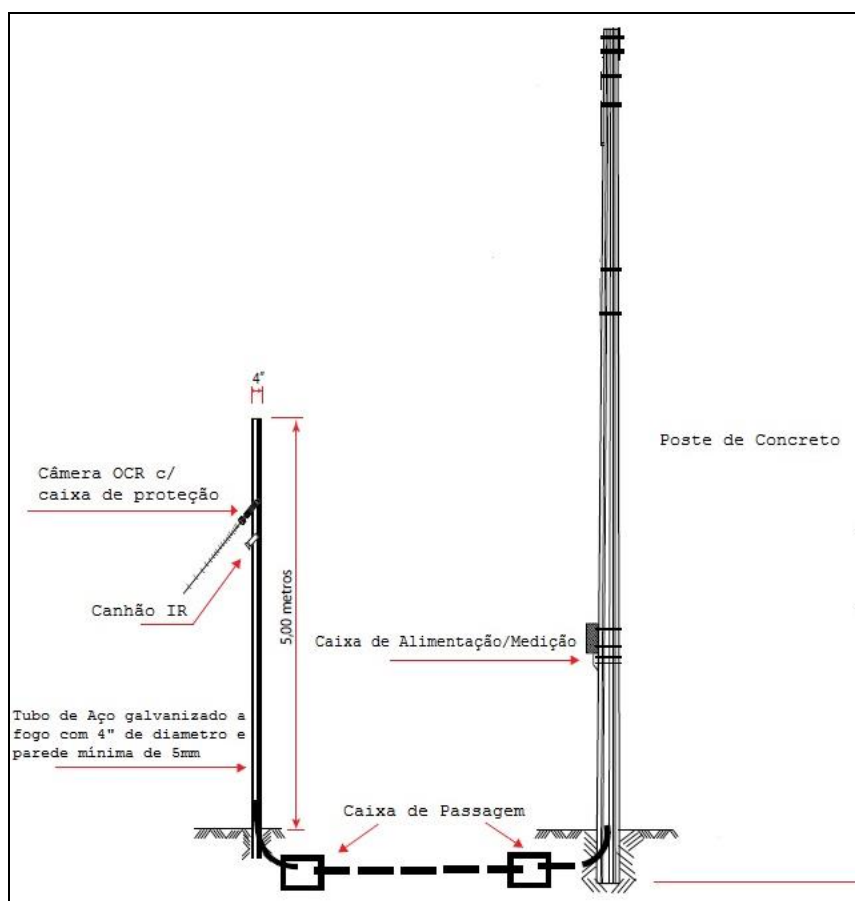 4"
Poste de Concreto
Câmera OCR c/
caixa de proteção
Canhão IR
5,00 metros
Caixa de Alimentação/Medição
Tubo de Aço galvanizado a
fogo com 4" de diametro e
parede mínima de 5mm
Caixa de Passagem